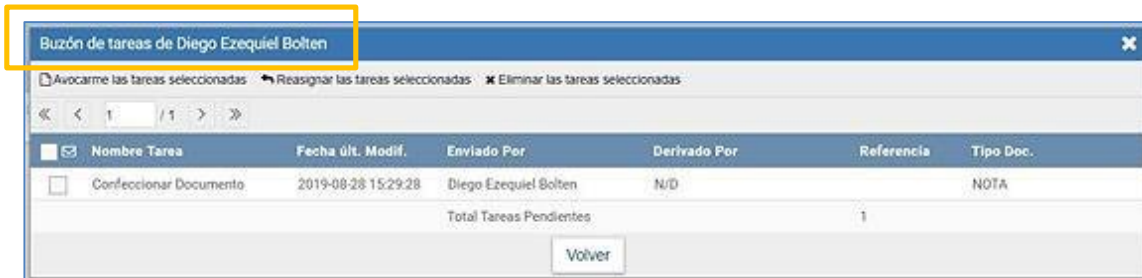 Buzón de tareas de Diego Ezequiel Bolten
Avocarme las tareas seleccionadas Reasignar las tareas seleccionadas Eliminar las tareas seleccionadas
1 / 1
Nombre Tarea Fecha últ. Modif. Enviado Por Derivado Por Referencia Tipo Doc.
Confeccionar Documento 2019-08-28 15:29:28 Diego Ezequiel Bolten N/D NOTA
Total Tareas Pendientes 1
Volver